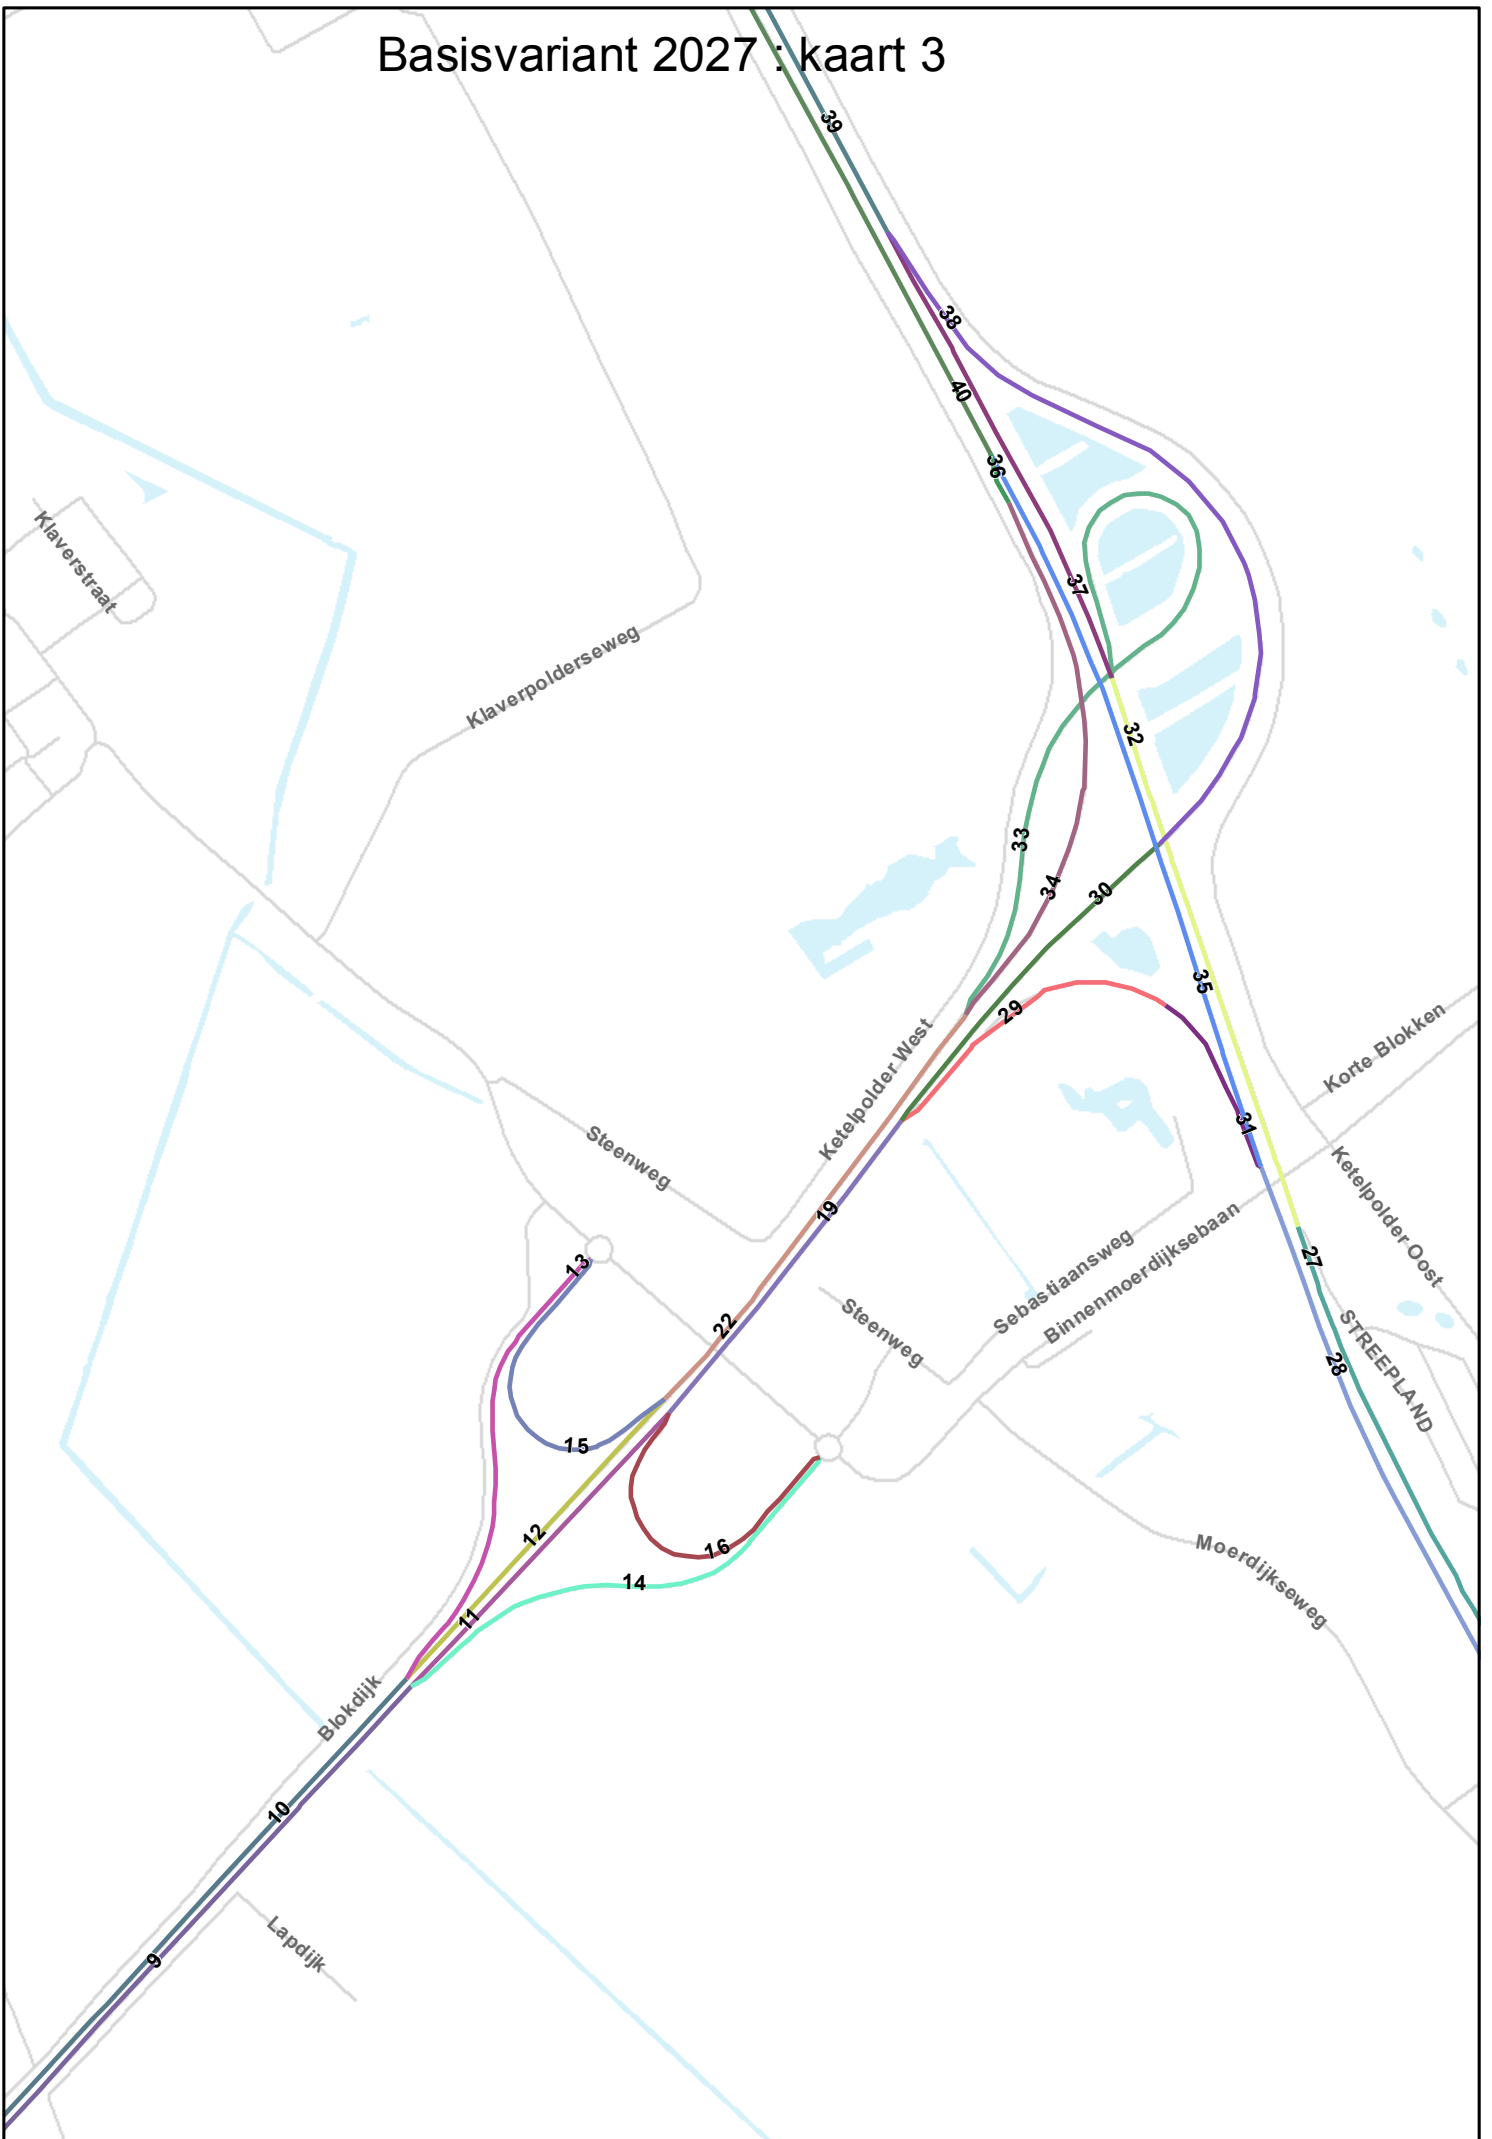 Basisvariant 2027 : kaart 3
39
38
40
36
Klaverstraat
37
Klaverpolderseweg
32
33
34
30
35
29
Korte Blokken
Ketelpolder West
31
Steenweg
Ketelpolder Oost
19
Sebastiaansweg
Binnenmoerdijksebaan
27
13
22
Steenweg
STREEPLAND
28
15
12
16
Moerdijkseweg
14
11
Blokdijk
10
Lapdijk
9